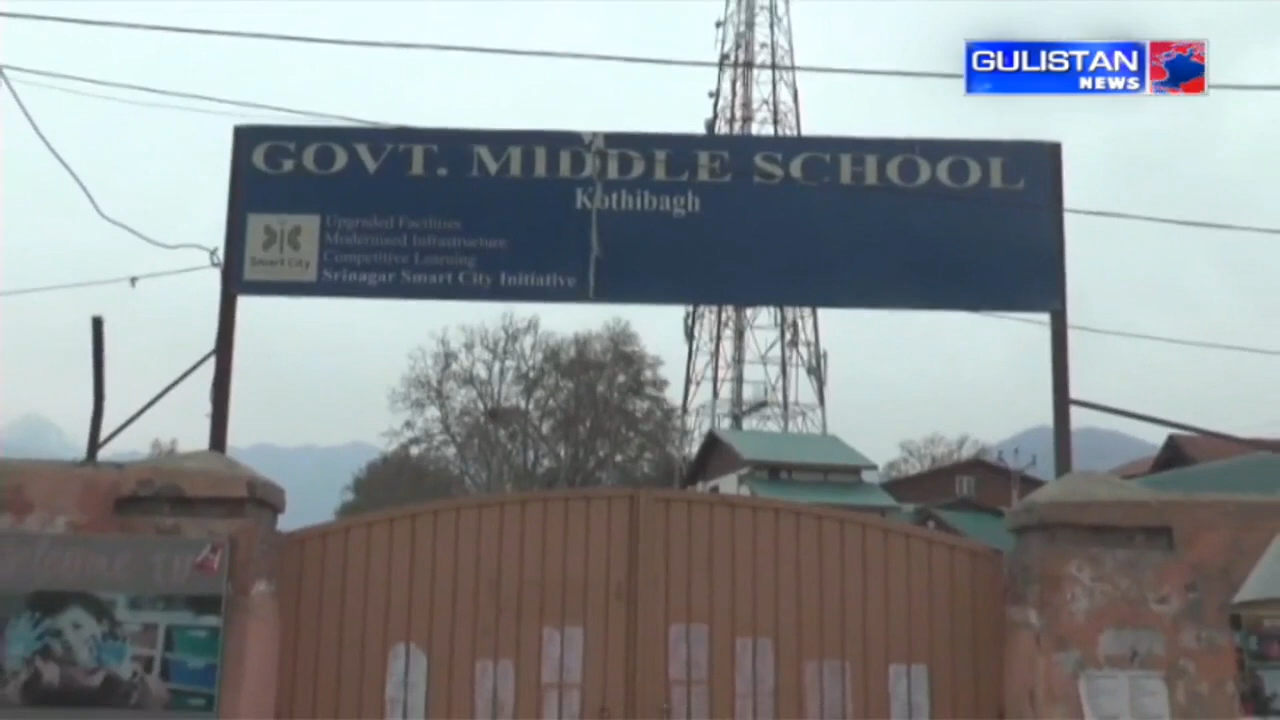 GULISTAN
NEWS
GOVT. MIDDLE SCHOOL
Kothibagh
Smart City
Upgraded Facilities
Modernised Infrastructure
Competitive Learning
Srinagar Smart City Initiative